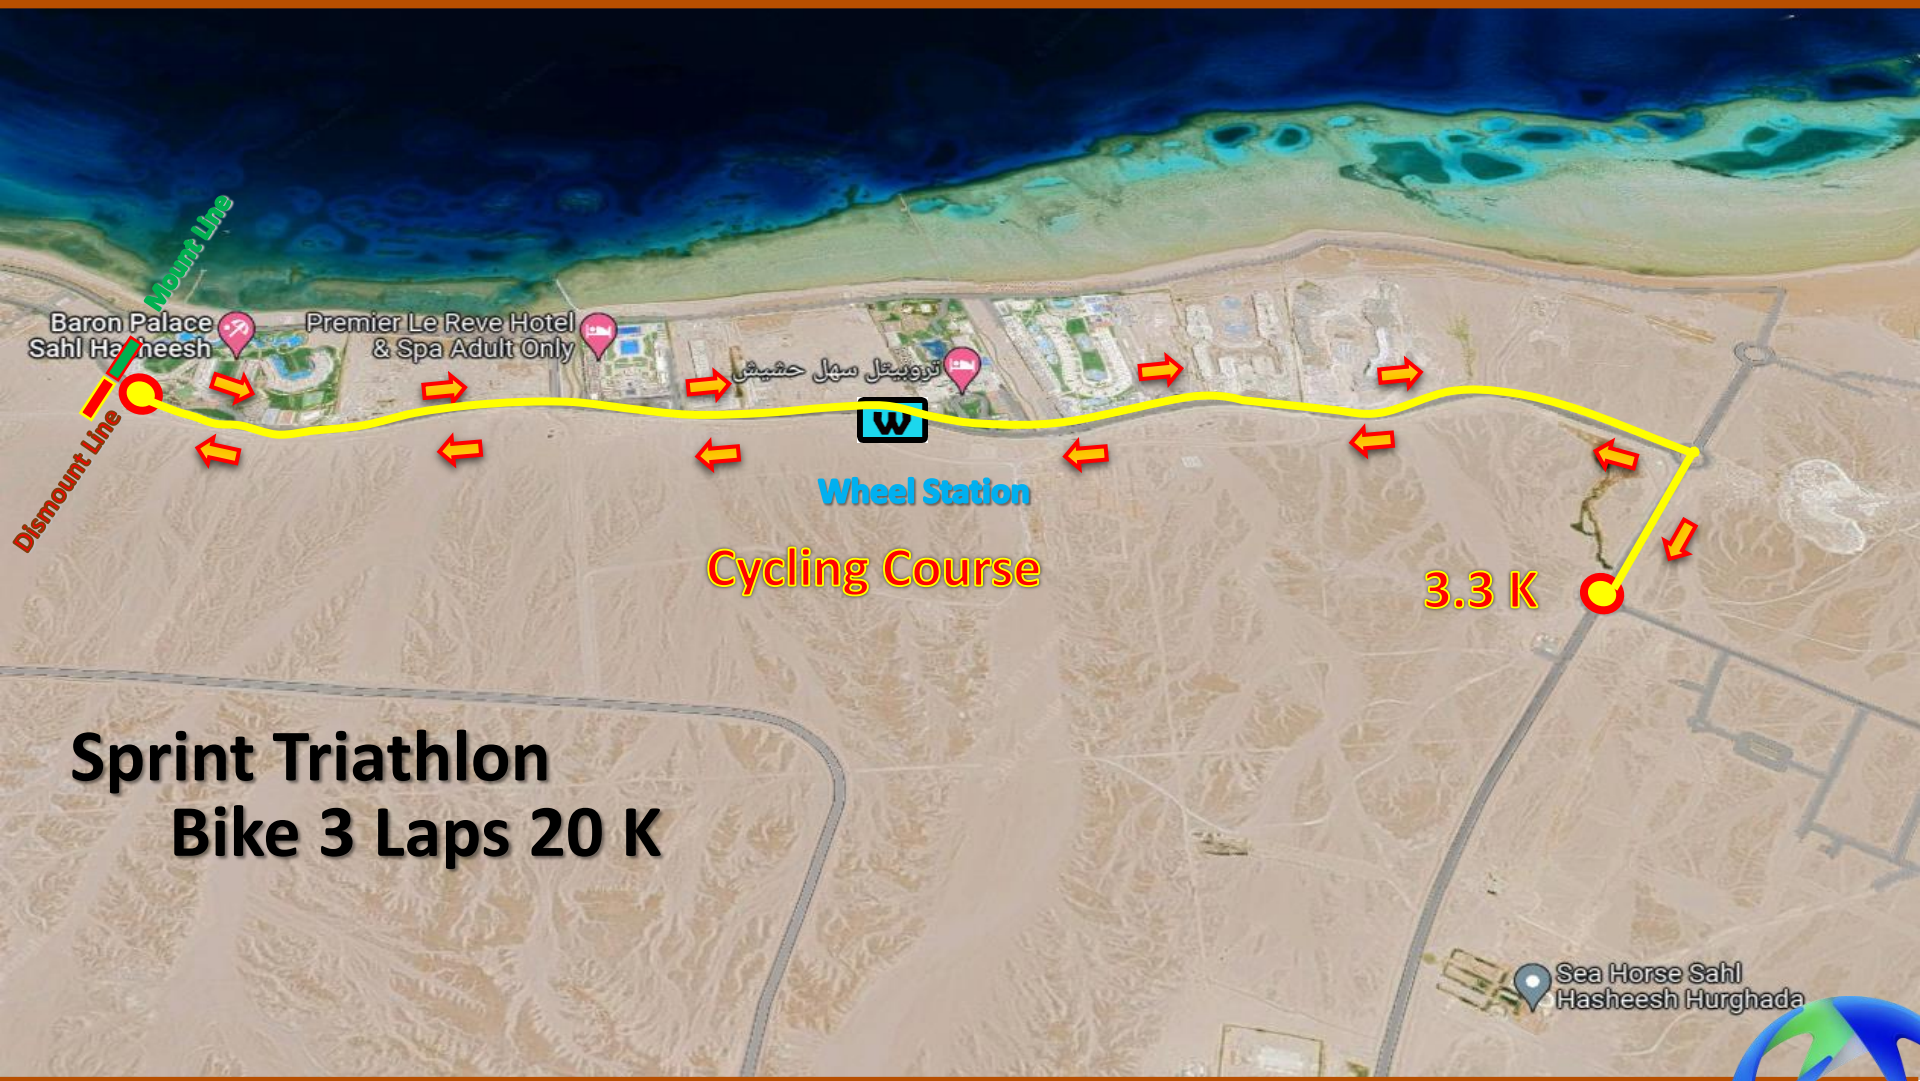 Mount Line
Baron Palace
Sahl Hasheesh
Premier Le Reve Hotel
& Spa Adult Only
تروبيتل سهل حشيش
W
Dismount Line
Wheel Station
Cycling Course
3.3 K
Sprint Triathlon
Bike 3 Laps 20 K
Sea Horse Sahl
Hasheesh Hurghada